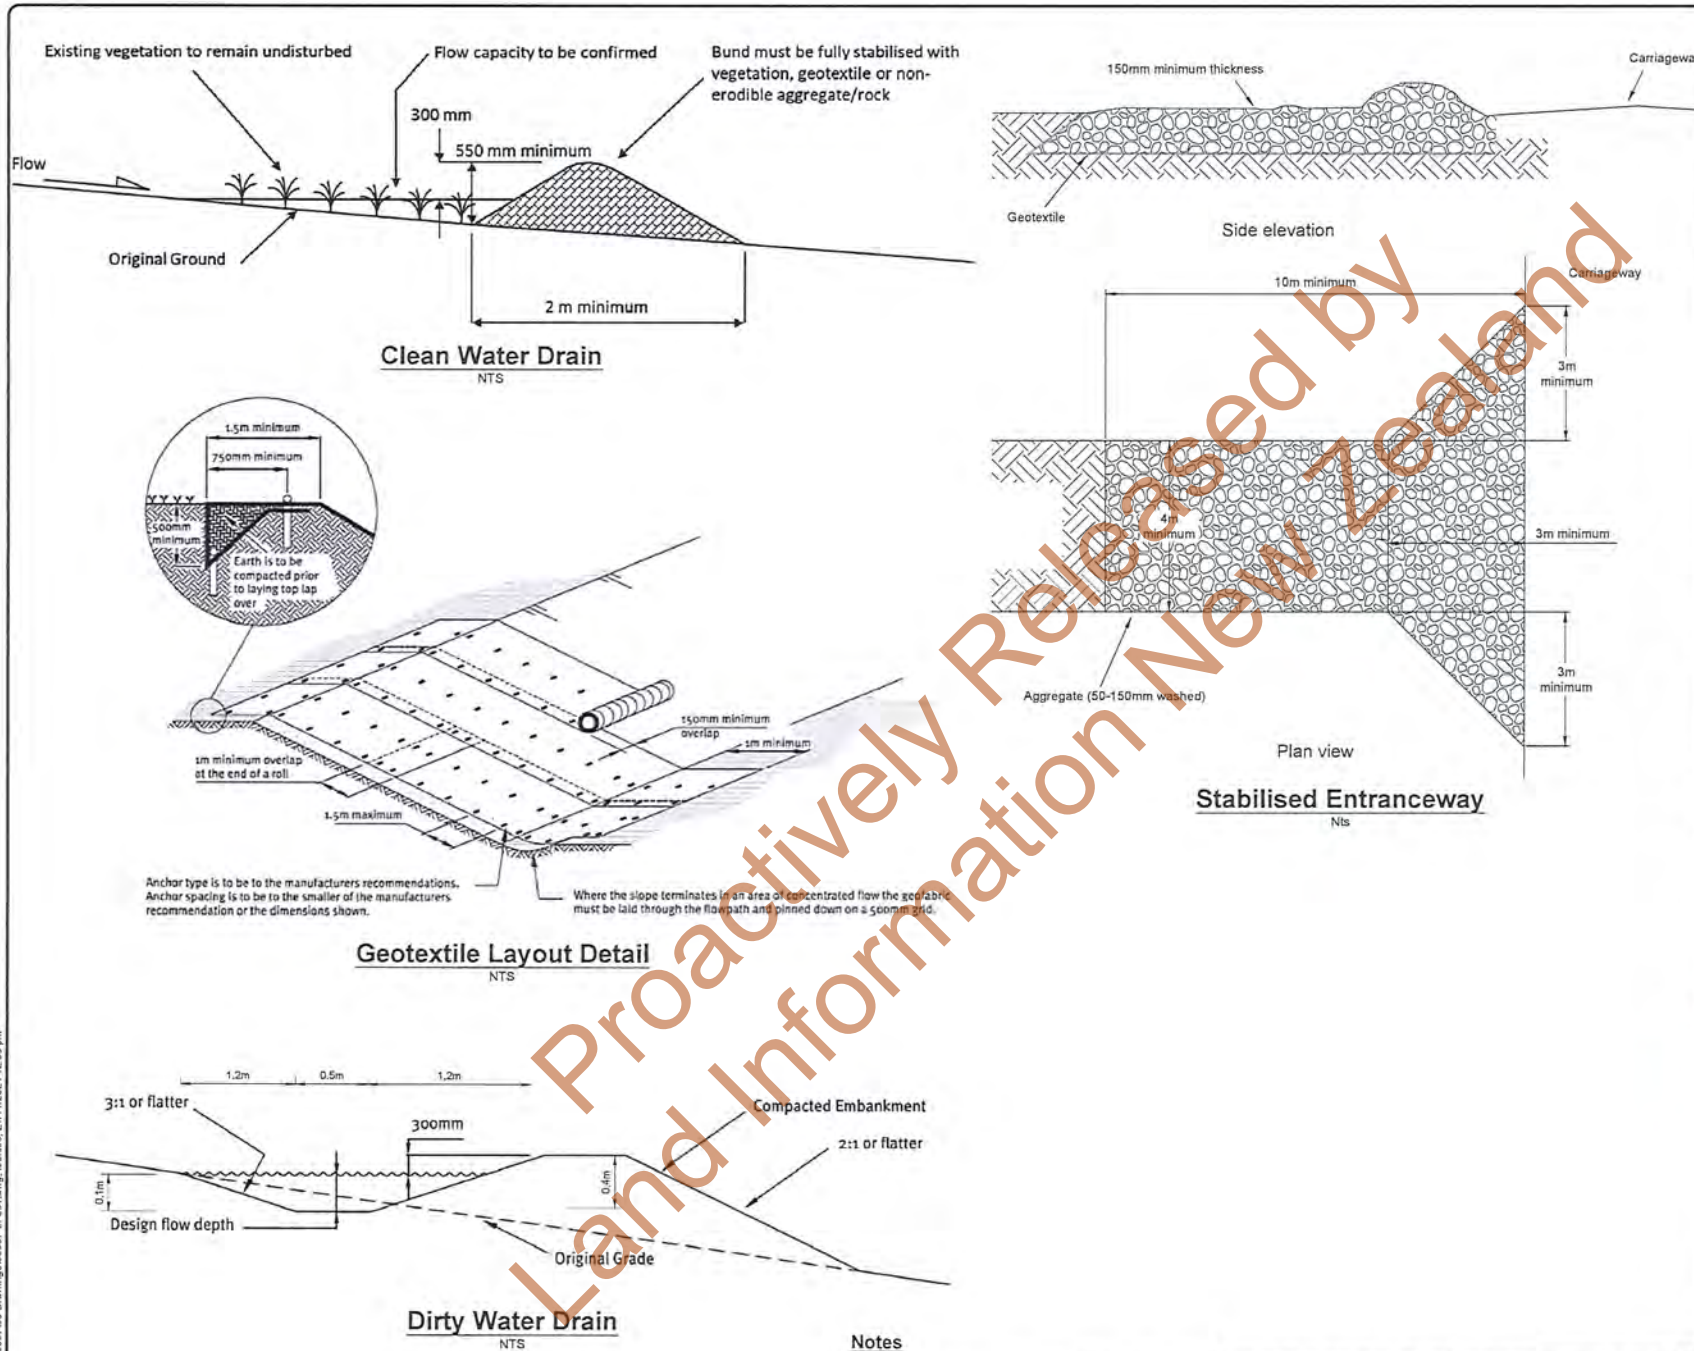 Existing vegetation to remain undisturbed
Flow capacity to be confirmed
Bund must be fully stabilised with
vegetation, geotextile or non-
erodible aggregate/rock
300 mm
550 mm minimum
Flow
Original Ground
2 m minimum
Clean Water Drain
NTS
150mm minimum thickness
Carriageway
Geotextile
Side elevation
10m minimum
Carriageway
3m
minimum
4m
minimum
3m minimum
3m
minimum
Aggregate (50-150mm washed)
Plan view
Stabilised Entranceway
Nts
1.5m minimum
750mm minimum
500mm
minimum
Earth is to be
compacted prior
to laying top lap
over
150mm minimum
overlap
1m minimum
1m minimum overlap
at the end of a roll
1.5m maximum
Anchor type is to be to the manufacturers recommendations.
Anchor spacing is to be to the smaller of the manufacturers
recommendation or the dimensions shown.
Where the slope terminates in an area of concentrated flow the geofabric
must be laid through the flowpath and pinned down on a 500mm grid.
Geotextile Layout Detail
NTS
1.2m
0.5m
1.2m
3:1 or flatter
300mm
Compacted Embankment
2:1 or flatter
0.1m
0.4m
Design flow depth
Original Grade
Dirty Water Drain
NTS
Notes
Proactively Released by
Land Information New Zealand